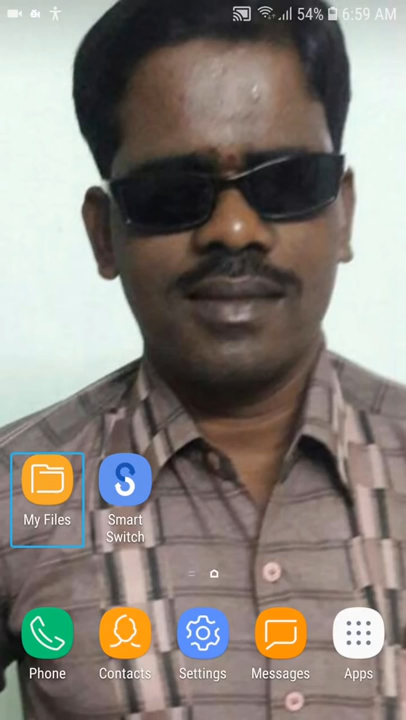 54% 6:59 AM
My Files
Smart
Switch
Phone Contacts Settings Messages Apps